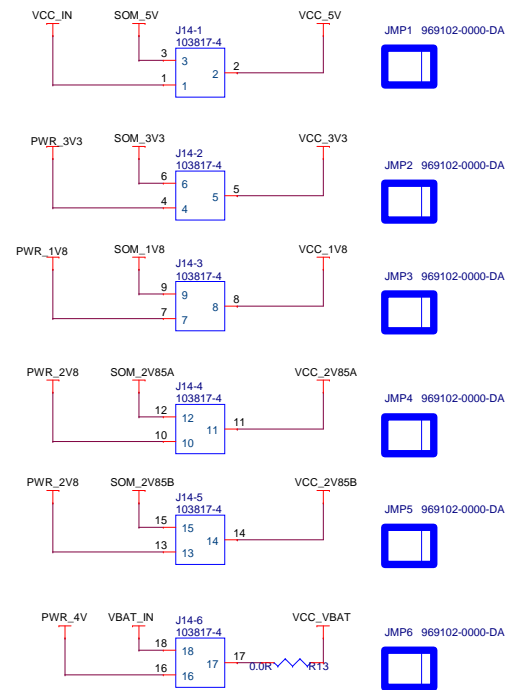 VCC_IN SOM_5V VCC_5V
J14-1
103817-4
JMP1 969102-0000-DA
3 3
2 2
1 1
PWR_3V3 SOM_3V3 VCC_3V3
J14-2
103817-4
JMP2 969102-0000-DA
6 6
5 5
4 4
PWR_1V8 SOM_1V8 VCC_1V8
J14-3
103817-4
JMP3 969102-0000-DA
9 9
8 8
7 7
PWR_2V8 SOM_2V85A VCC_2V85A
J14-4
103817-4
JMP4 969102-0000-DA
12 12
11 11
10 10
PWR_2V8 SOM_2V85B VCC_2V85B
J14-5
103817-4
JMP5 969102-0000-DA
15 15
14 14
13 13
PWR_4V VBAT_IN VCC_VBAT
J14-6
103817-4
JMP6 969102-0000-DA
18 18
17 17
0.0R R13
16 16